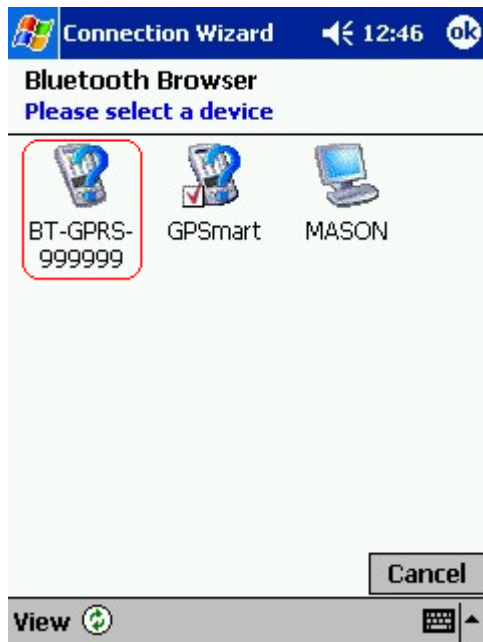 Connection Wizard 12:46 ok
Bluetooth Browser
Please select a device
BT-GPRS-
999999
GPSmart
MASON
Cancel
View